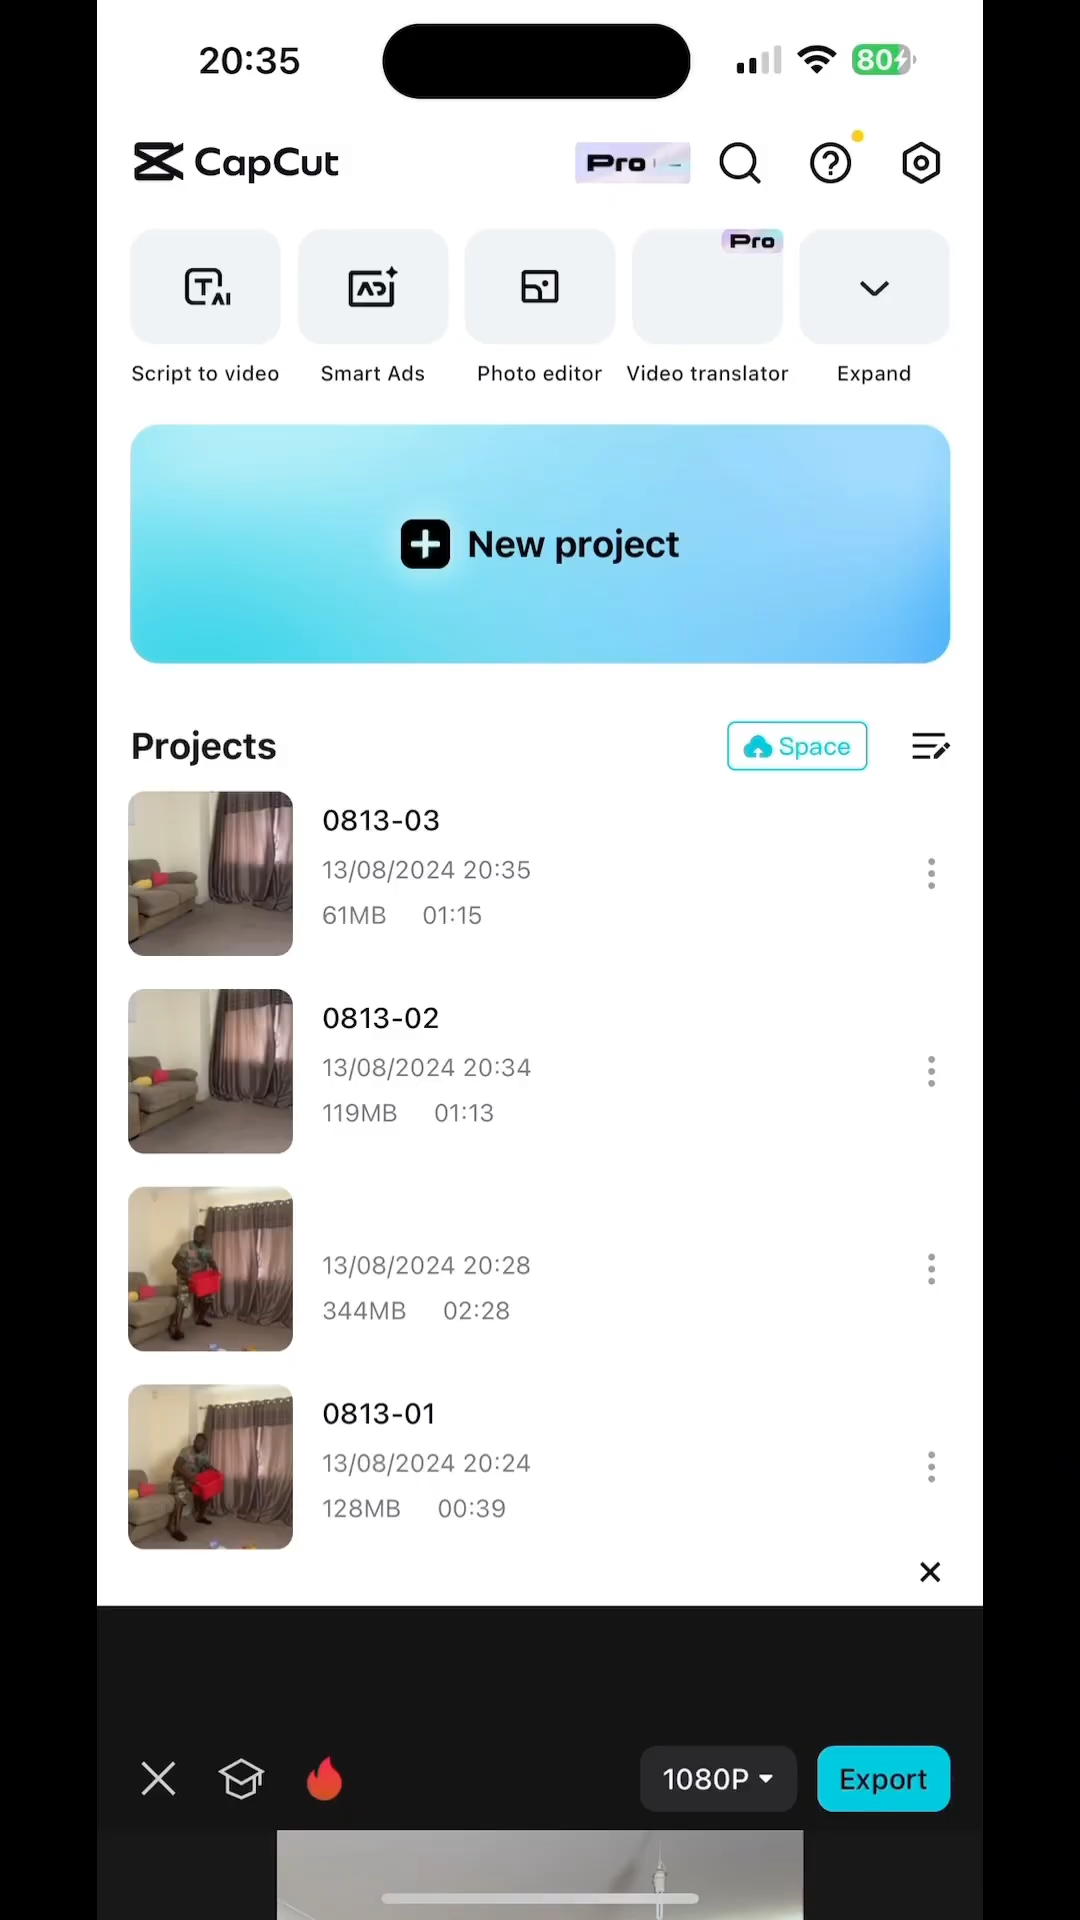 20:35
80
CapCut
Pro
Pro
Script to video
Smart Ads
Photo editor
Video translator
Expand
New project
Projects
Space
0813-03
13/08/2024 20:35
61MB 01:15
0813-02
13/08/2024 20:34
119MB 01:13
13/08/2024 20:28
344MB 02:28
0813-01
13/08/2024 20:24
128MB 00:39
1080P
Export